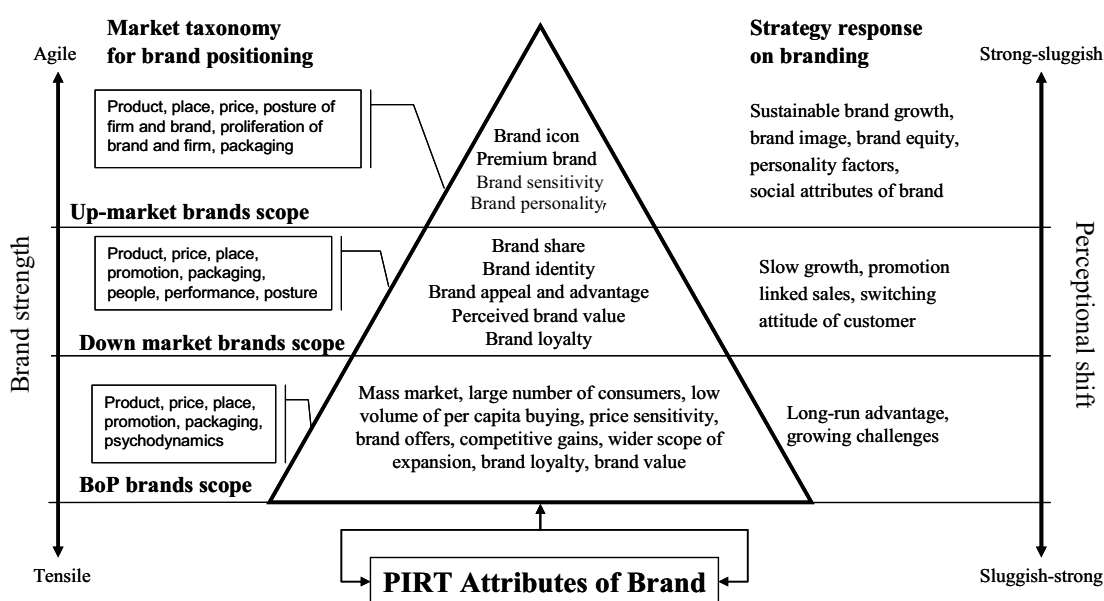 Market taxonomy
for brand positioning
Strategy response
on branding
Agile
Strong-sluggish
Product, place, price, posture of
firm and brand, proliferation of
brand and firm, packaging
Brand icon
Premium brand
Brand sensitivity
Brand personality,
Sustainable brand growth,
brand image, brand equity,
personality factors,
social attributes of brand
Up-market brands scope
Product, price, place,
promotion, packaging,
people, performance, posture
Brand share
Brand identity
Brand appeal and advantage
Perceived brand value
Brand loyalty
Slow growth, promotion
linked sales, switching
attitude of customer
Down market brands scope
Brand strength
Perceptional shift
Product, price, place,
promotion, packaging,
psychodynamics
Mass market, large number of consumers, low
volume of per capita buying, price sensitivity,
brand offers, competitive gains, wider scope of
expansion, brand loyalty, brand value
Long-run advantage,
growing challenges
BoP brands scope
Tensile
PIRT Attributes of Brand
Sluggish-strong